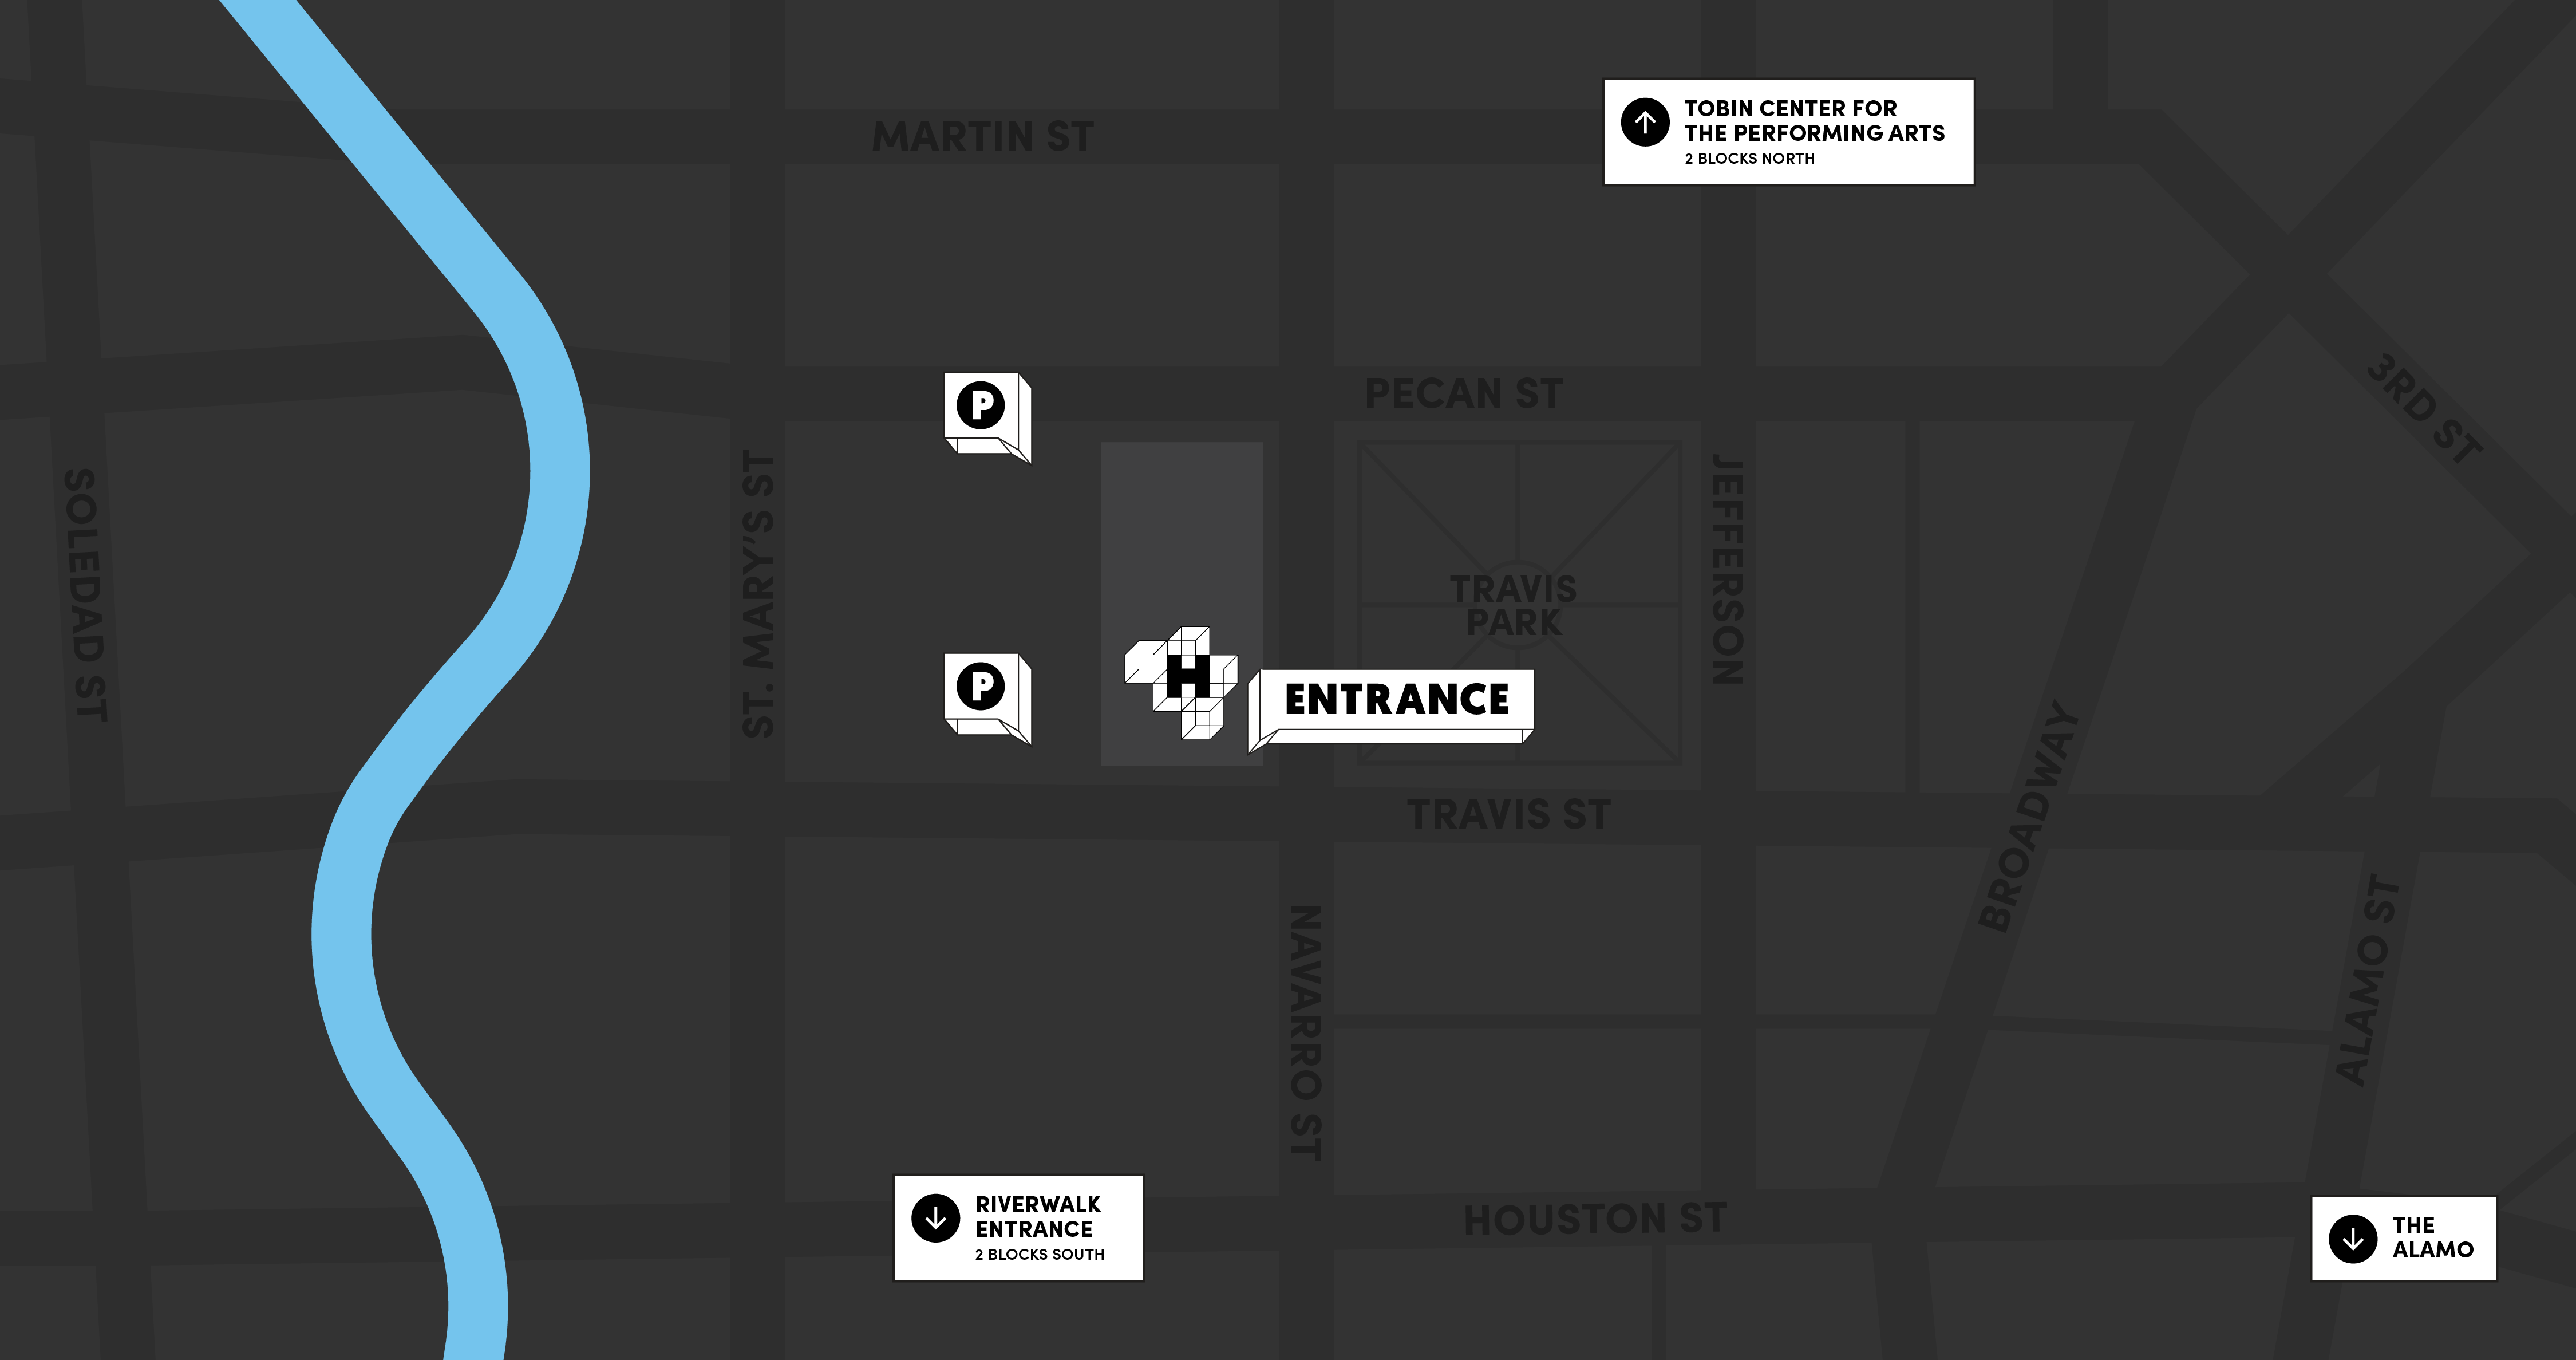 TOBIN CENTER FOR
THE PERFORMING ARTS
2 BLOCKS NORTH
MARTIN ST
PECAN ST
3RD ST
P
SOLEDAD ST
ST. MARY'S ST
JEFFERSON
TRAVIS
PARK
P
H
ENTRANCE
TRAVIS ST
BROADWAY
ALAMO ST
NAVARRO ST
RIVERWALK
ENTRANCE
2 BLOCKS SOUTH
HOUSTON ST
THE
ALAMO